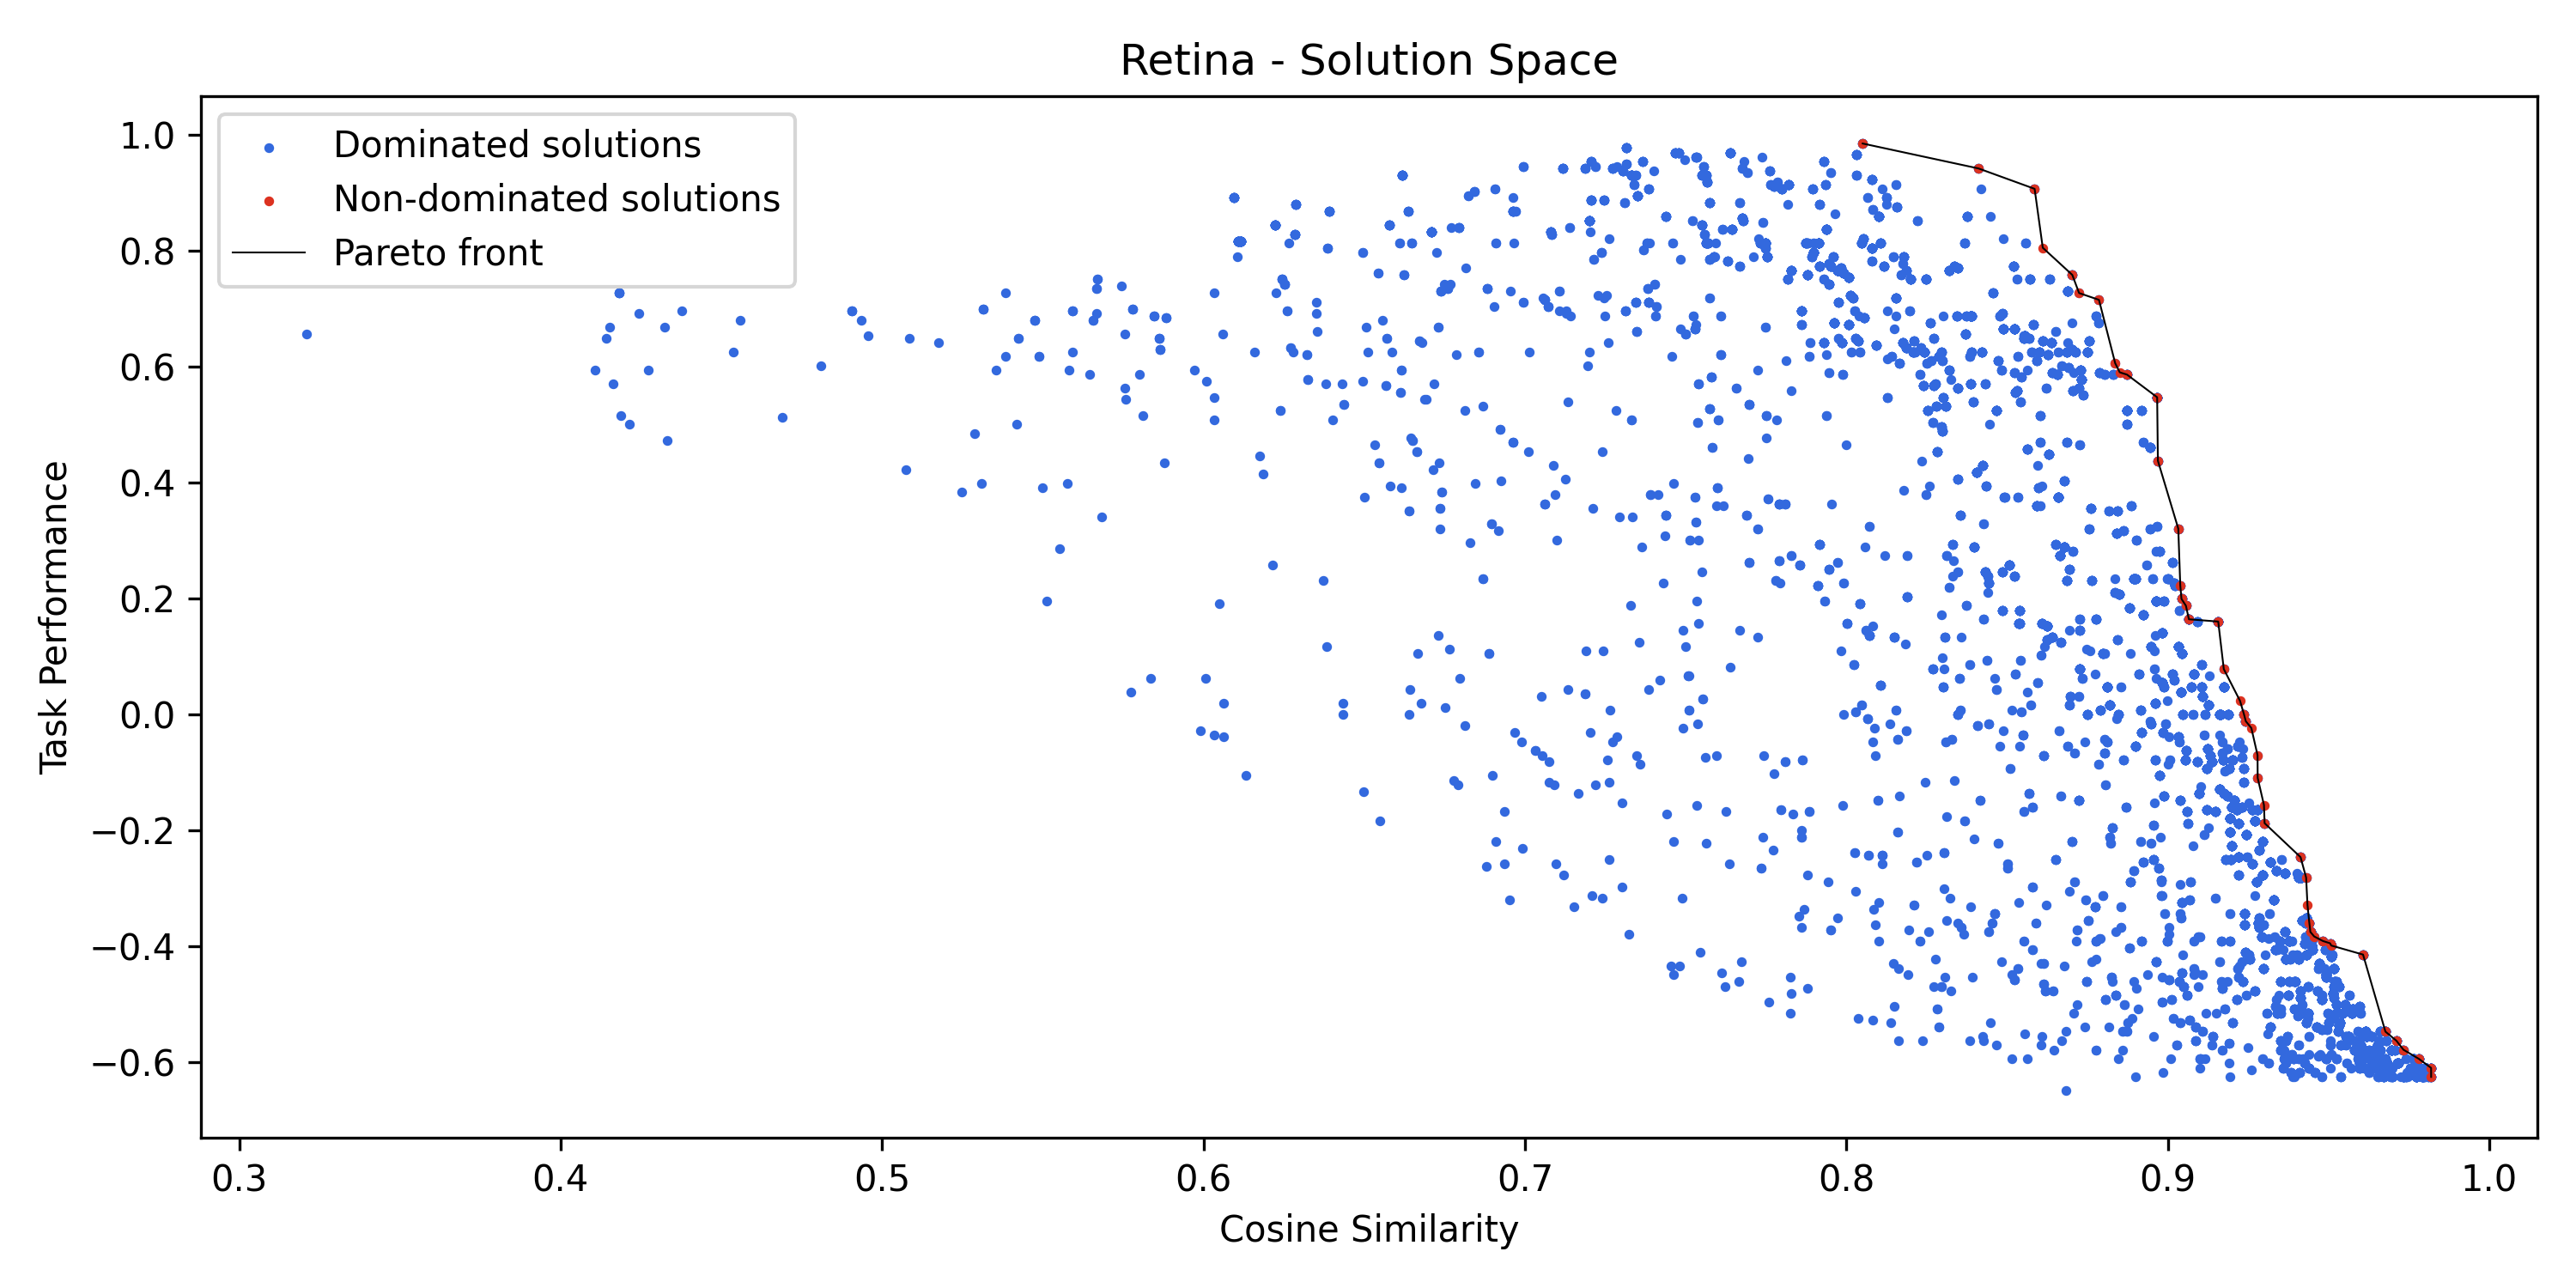 Retina - Solution Space
Dominated solutions
Non-dominated solutions
Pareto front
1.0
0.8
0.6
0.4
0.2
0.0
−0.2
−0.4
−0.6
Task Performance
0.3 0.4 0.5 0.6 0.7 0.8 0.9 1.0
Cosine Similarity